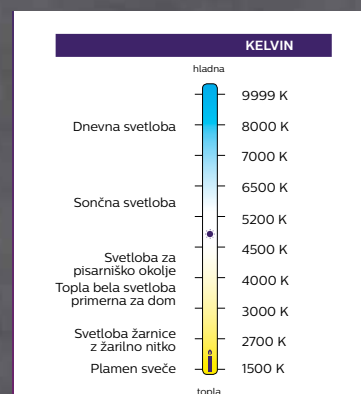 KELVIN
hladna
9999 K
Dnevna svetloba
8000 K
7000 K
6500 K
Sončna svetloba
5200 K
4500 K
Svetloba za
pisarniško okolje
4000 K
Topla bela svetloba
primerna za dom
3000 K
Svetloba žarnice
z žarilno nitko
2700 K
Plamen sveče
1500 K
topla